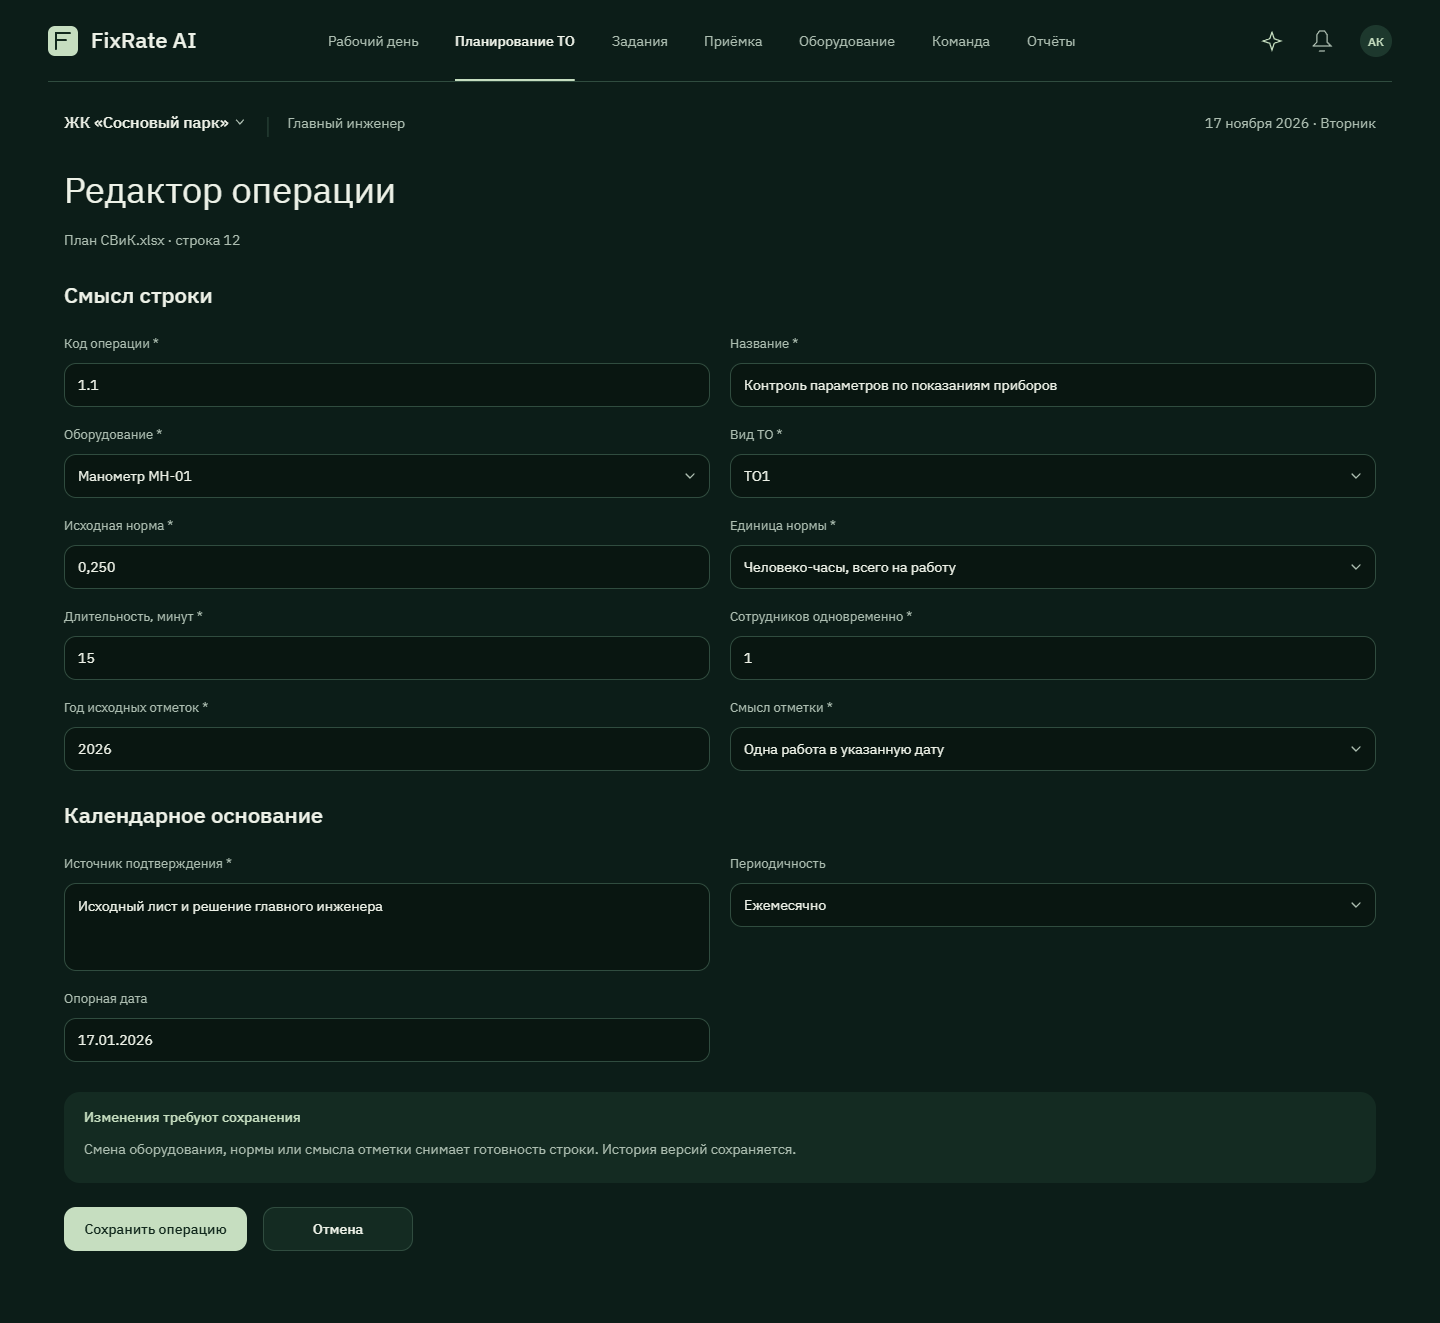 FixRate AI
Рабочий день
Планирование ТО
Задания
Приёмка
Оборудование
Команда
Отчёты
АК
ЖК «Сосновый парк»
Главный инженер
17 ноября 2026 · Вторник
Редактор операции
План СВиК.xlsx · строка 12
Смысл строки
Код операции *
Название *
1.1
Контроль параметров по показаниям приборов
Оборудование *
Вид ТО *
Манометр МН-01
ТО1
Исходная норма *
Единица нормы *
0,250
Человеко-часы, всего на работу
Длительность, минут *
Сотрудников одновременно *
15
1
Год исходных отметок *
Смысл отметки *
2026
Одна работа в указанную дату
Календарное основание
Источник подтверждения *
Периодичность
Исходный лист и решение главного инженера
Ежемесячно
Опорная дата
17.01.2026
Изменения требуют сохранения
Смена оборудования, нормы или смысла отметки снимает готовность строки. История версий сохраняется.
Сохранить операцию
Отмена